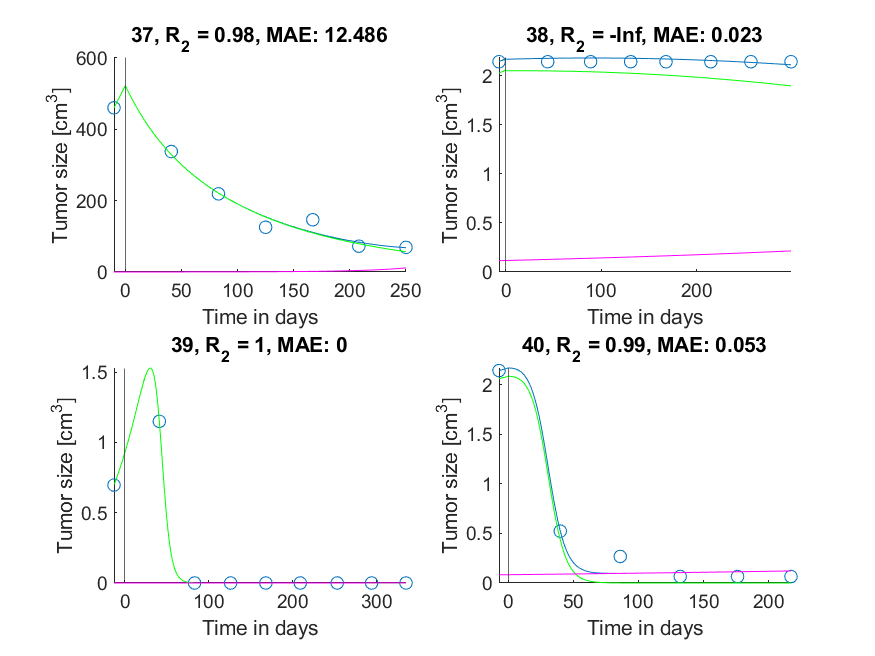 37, R₂ = 0.98, MAE: 12.486
Tumor size [cm³]
600
400
200
0
0 50 100 150 200 250
Time in days
38, R₂ = -Inf, MAE: 0.023
Tumor size [cm³]
2
1.5
1
0.5
0
0 100 200
Time in days
39, R₂ = 1, MAE: 0
Tumor size [cm³]
1.5
1
0.5
0
0 100 200 300
Time in days
40, R₂ = 0.99, MAE: 0.053
Tumor size [cm³]
2
1.5
1
0.5
0
0 50 100 150 200
Time in days